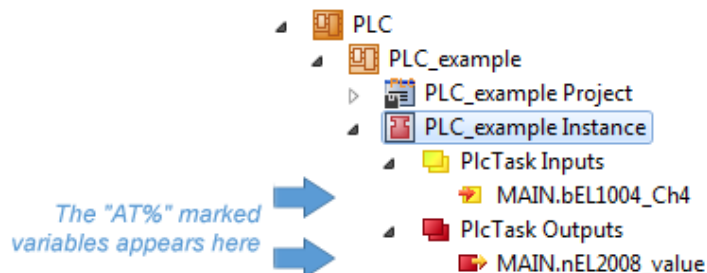 PLC
PLC_example
PLC_example Project
PLC_example Instance
PlcTask Inputs
MAIN.bEL1004_Ch4
The "AT%" marked
variables appears here
PlcTask Outputs
MAIN.nEL2008_value